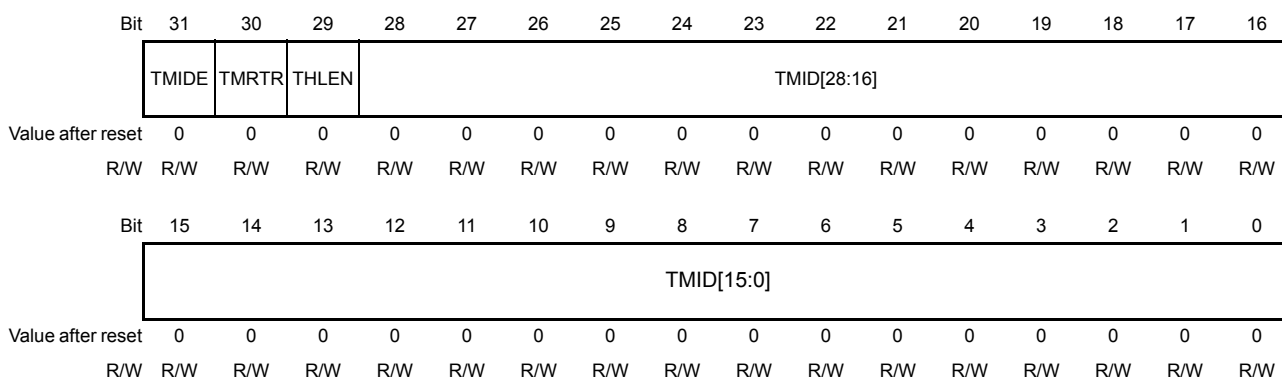 Bit 31 30 29 28 27 26 25 24 23 22 21 20 19 18 17 16
TMIDE TMRTR THLEN TMID[28:16]
Value after reset 0 0 0 0 0 0 0 0 0 0 0 0 0 0 0 0
R/W R/W R/W R/W R/W R/W R/W R/W R/W R/W R/W R/W R/W R/W R/W R/W R/W
Bit 15 14 13 12 11 10 9 8 7 6 5 4 3 2 1 0
TMID[15:0]
Value after reset 0 0 0 0 0 0 0 0 0 0 0 0 0 0 0 0
R/W R/W R/W R/W R/W R/W R/W R/W R/W R/W R/W R/W R/W R/W R/W R/W R/W